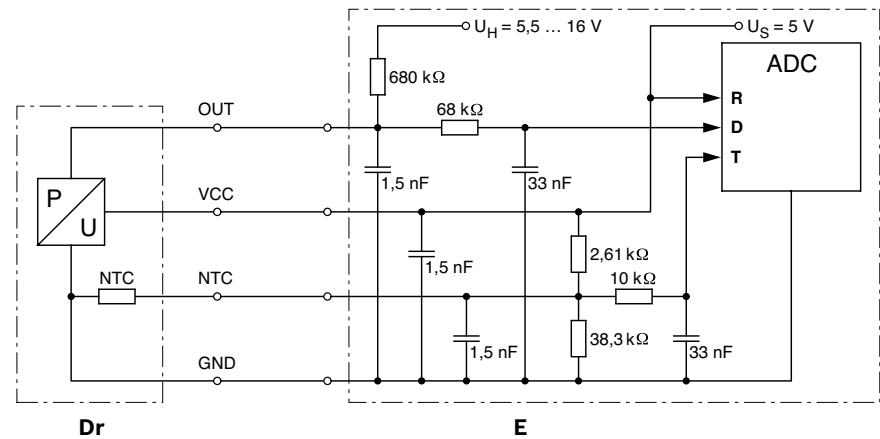 U_H = 5,5 ... 16 V
U_S = 5 V
ADC
680 kΩ
OUT
68 kΩ
R
D
T
1,5 nF
33 nF
P
U
VCC
2,61 kΩ
1,5 nF
NTC
NTC
10 kΩ
1,5 nF
38,3 kΩ
33 nF
GND
Dr
E